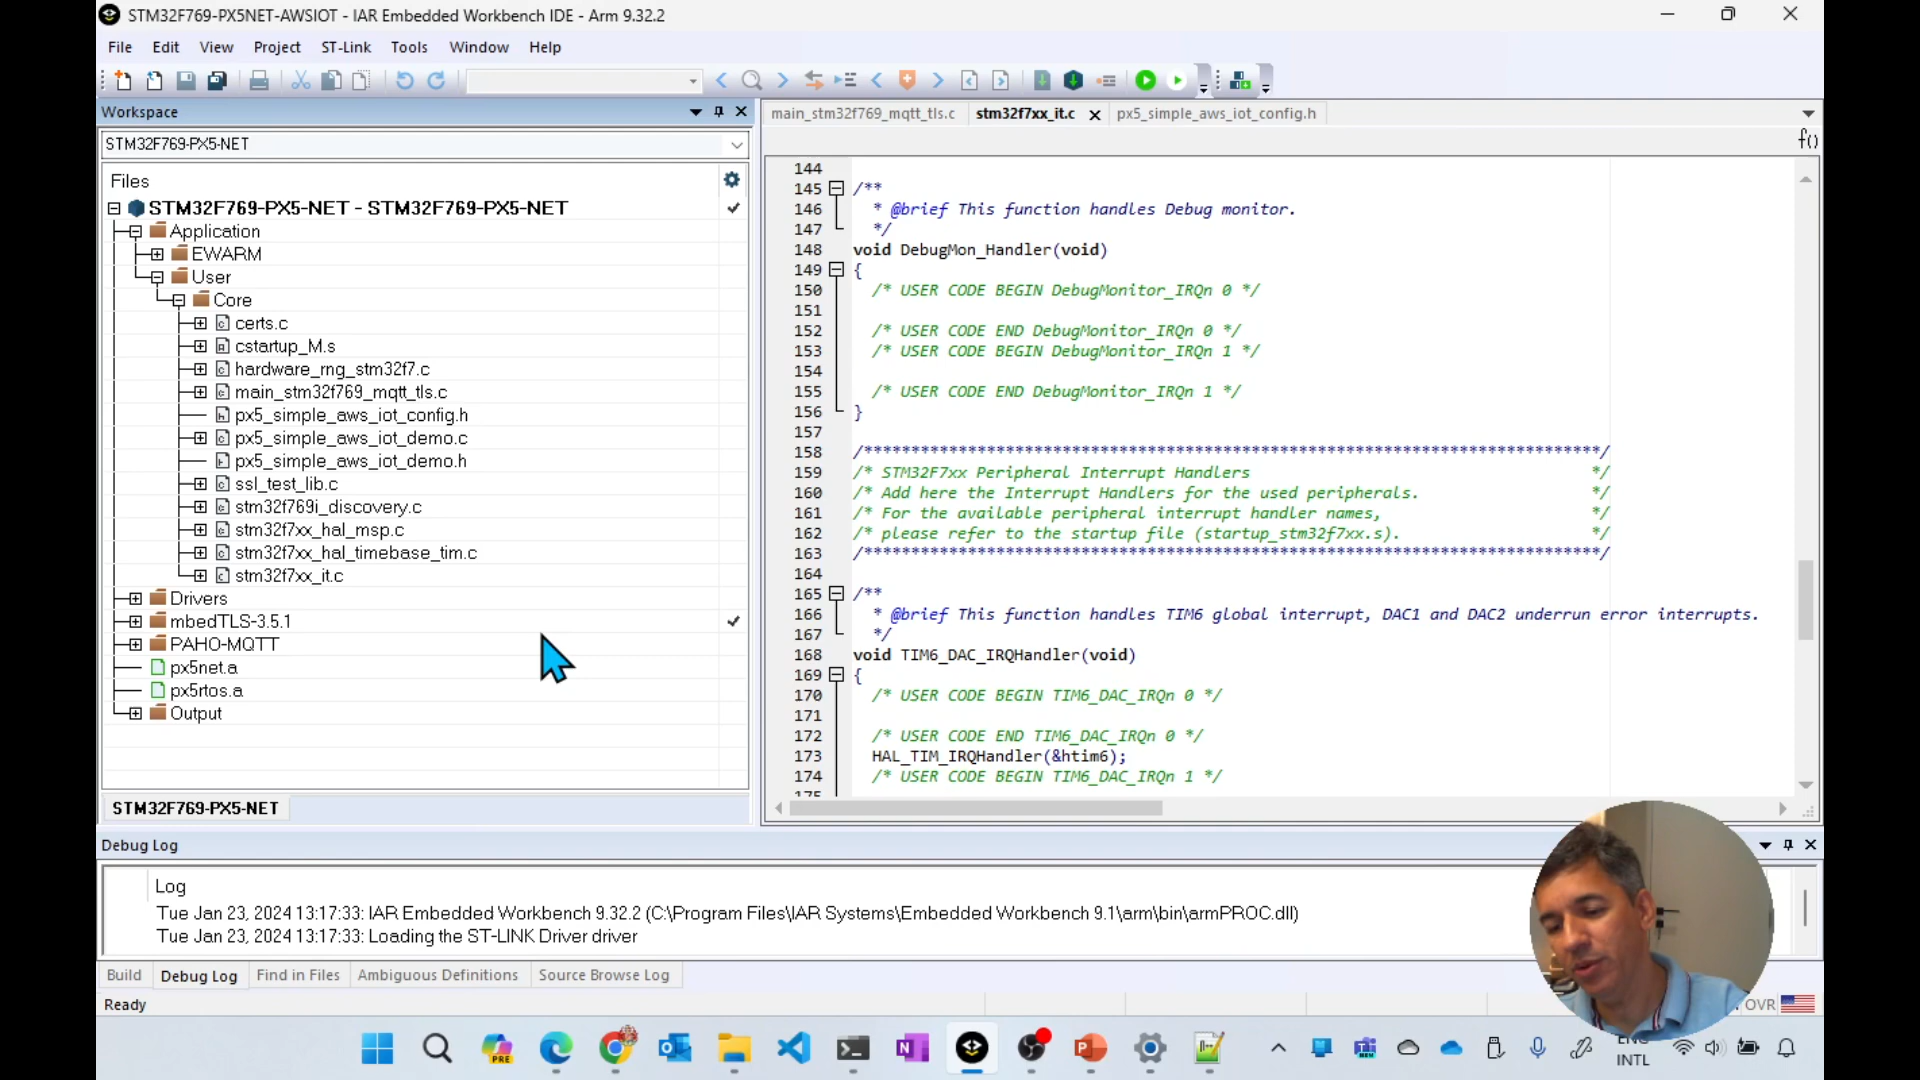 STM32F769-PX5NET-AWSIOT - IAR Embedded Workbench IDE - Arm 9.32.2
File Edit View Project ST-Link Tools Window Help
Workspace
STM32F769-PX5-NET
Files
STM32F769-PX5-NET - STM32F769-PX5-NET
Application
EWARM
User
Core
certs.c
cstartup_M.s
hardware_rng_stm32f7.c
main_stm32f769_mqtt_tls.c
px5_simple_aws_iot_config.h
px5_simple_aws_iot_demo.c
px5_simple_aws_iot_demo.h
ssl_test_lib.c
stm32f769i_discovery.c
stm32f7xx_hal_msp.c
stm32f7xx_hal_timebase_tim.c
stm32f7xx_it.c
Drivers
mbedTLS-3.5.1
PAHO-MQTT
px5net.a
px5rtos.a
Output
STM32F769-PX5-NET
main_stm32f769_mqtt_tls.c stm32f7xx_it.c px5_simple_aws_iot_config.h
f()
144
145 /**
146 * @brief This function handles Debug monitor.
147 */
148 void DebugMon_Handler(void)
149 {
150 /* USER CODE BEGIN DebugMonitor_IRQn 0 */
151
152 /* USER CODE END DebugMonitor_IRQn 0 */
153 /* USER CODE BEGIN DebugMonitor_IRQn 1 */
154
155 /* USER CODE END DebugMonitor_IRQn 1 */
156 }
157
158 /******************************************************************************/
159 /* STM32F7xx Peripheral Interrupt Handlers */
160 /* Add here the Interrupt Handlers for the used peripherals. */
161 /* For the available peripheral interrupt handler names, */
162 /* please refer to the startup file (startup_stm32f7xx.s). */
163 /******************************************************************************/
164
165 /**
166 * @brief This function handles TIM6 global interrupt, DAC1 and DAC2 underrun error interrupts.
167 */
168 void TIM6_DAC_IRQHandler(void)
169 {
170 /* USER CODE BEGIN TIM6_DAC_IRQn 0 */
171
172 /* USER CODE END TIM6_DAC_IRQn 0 */
173 HAL_TIM_IRQHandler(&htim6);
174 /* USER CODE BEGIN TIM6_DAC_IRQn 1 */
175
Debug Log
Log
Tue Jan 23, 2024 13:17:33: IAR Embedded Workbench 9.32.2 (C:\Program Files\IAR Systems\Embedded Workbench 9.1\arm\bin\armPROC.dll)
Tue Jan 23, 2024 13:17:33: Loading the ST-LINK Driver driver
Build Debug Log Find in Files Ambiguous Definitions Source Browse Log
Ready
OVR
PRE
ENG
INTL